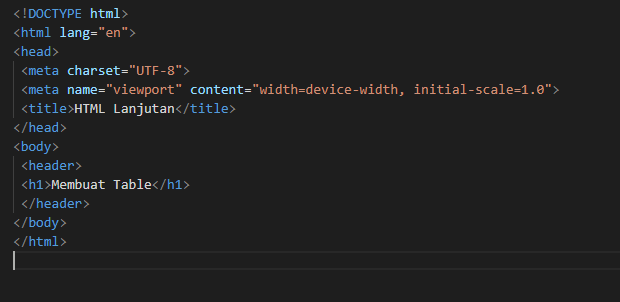 <!DOCTYPE html>
<html lang="en">
<head>
<meta charset="UTF-8">
<meta name="viewport" content="width=device-width, initial-scale=1.0">
<title>HTML Lanjutan</title>
</head>
<body>
<header>
<h1>Membuat Table</h1>
</header>
</body>
</html>